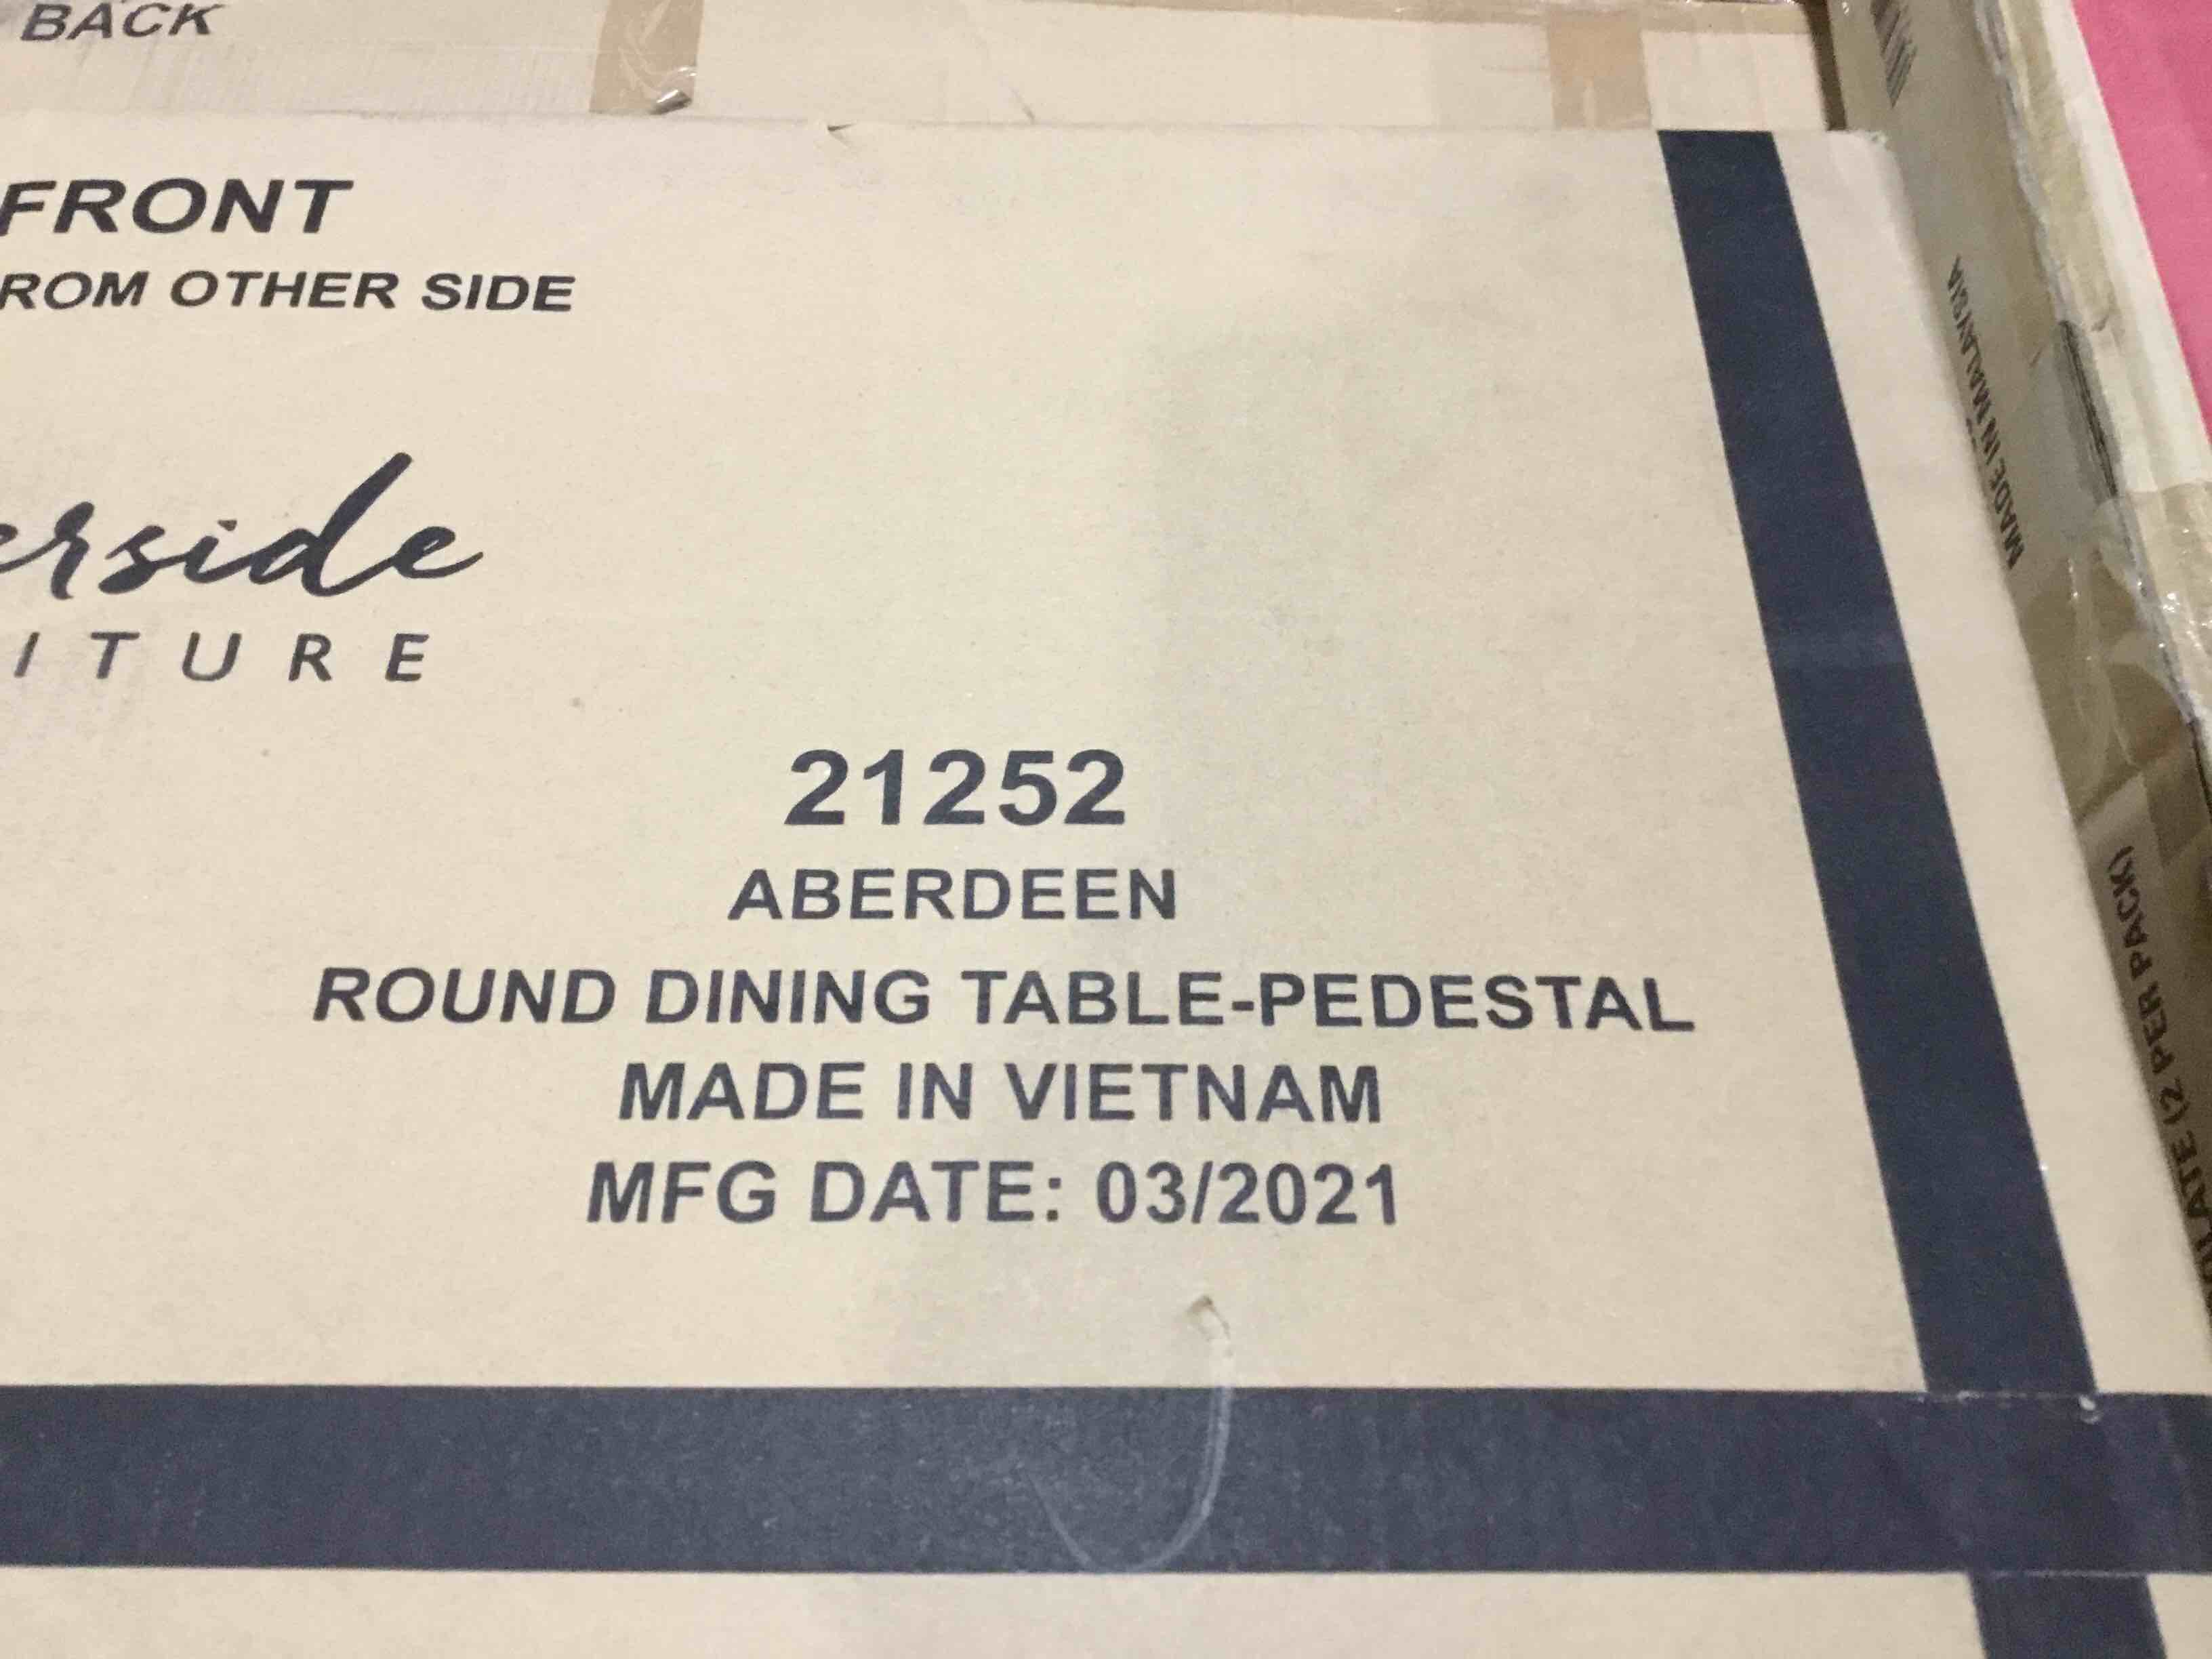 BACK
FRONT
ROM OTHER SIDE
erside
ITURE
21252
ABERDEEN
ROUND DINING TABLE-PEDESTAL
MADE IN VIETNAM
MFG DATE: 03/2021
MADE IN MALAYSIA
(2 PER PACK)